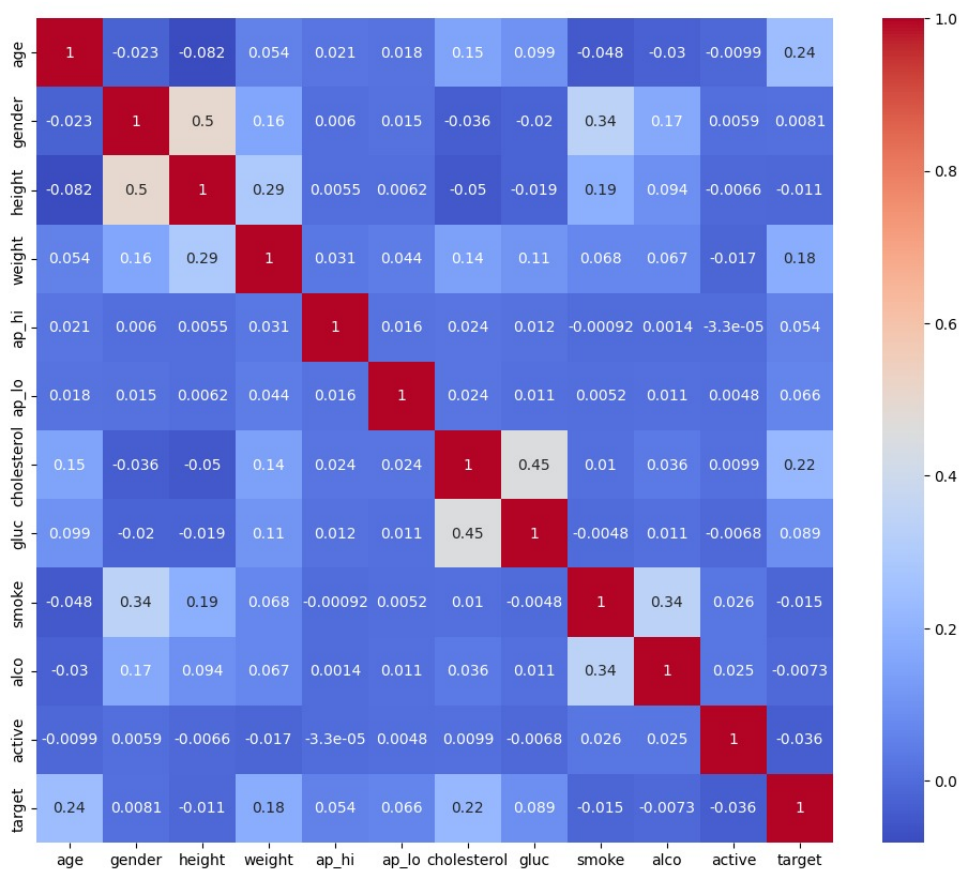 age 1 -0.023 -0.082 0.054 0.021 0.018 0.15 0.099 -0.048 -0.03 -0.0099 0.24
gender -0.023 1 0.5 0.16 0.006 0.015 -0.036 -0.02 0.34 0.17 0.0059 0.0081
height -0.082 0.5 1 0.29 0.0055 0.0062 -0.05 -0.019 0.19 0.094 -0.0066 -0.011
weight 0.054 0.16 0.29 1 0.031 0.044 0.14 0.11 0.068 0.067 -0.017 0.18
ap_hi 0.021 0.006 0.0055 0.031 1 0.016 0.024 0.012 -0.00092 0.0014 -3.3e-05 0.054
ap_lo 0.018 0.015 0.0062 0.044 0.016 1 0.024 0.011 0.0052 0.011 0.0048 0.066
cholesterol 0.15 -0.036 -0.05 0.14 0.024 0.024 1 0.45 0.01 0.036 0.0099 0.22
gluc 0.099 -0.02 -0.019 0.11 0.012 0.011 0.45 1 -0.0048 0.011 -0.0068 0.089
smoke -0.048 0.34 0.19 0.068 -0.00092 0.0052 0.01 -0.0048 1 0.34 0.026 -0.015
alco -0.03 0.17 0.094 0.067 0.0014 0.011 0.036 0.011 0.34 1 0.025 -0.0073
active -0.0099 0.0059 -0.0066 -0.017 -3.3e-05 0.0048 0.0099 -0.0068 0.026 0.025 1 -0.036
target 0.24 0.0081 -0.011 0.18 0.054 0.066 0.22 0.089 -0.015 -0.0073 -0.036 1
age gender height weight ap_hi ap_lo cholesterol gluc smoke alco active target
1.0
0.8
0.6
0.4
0.2
0.0